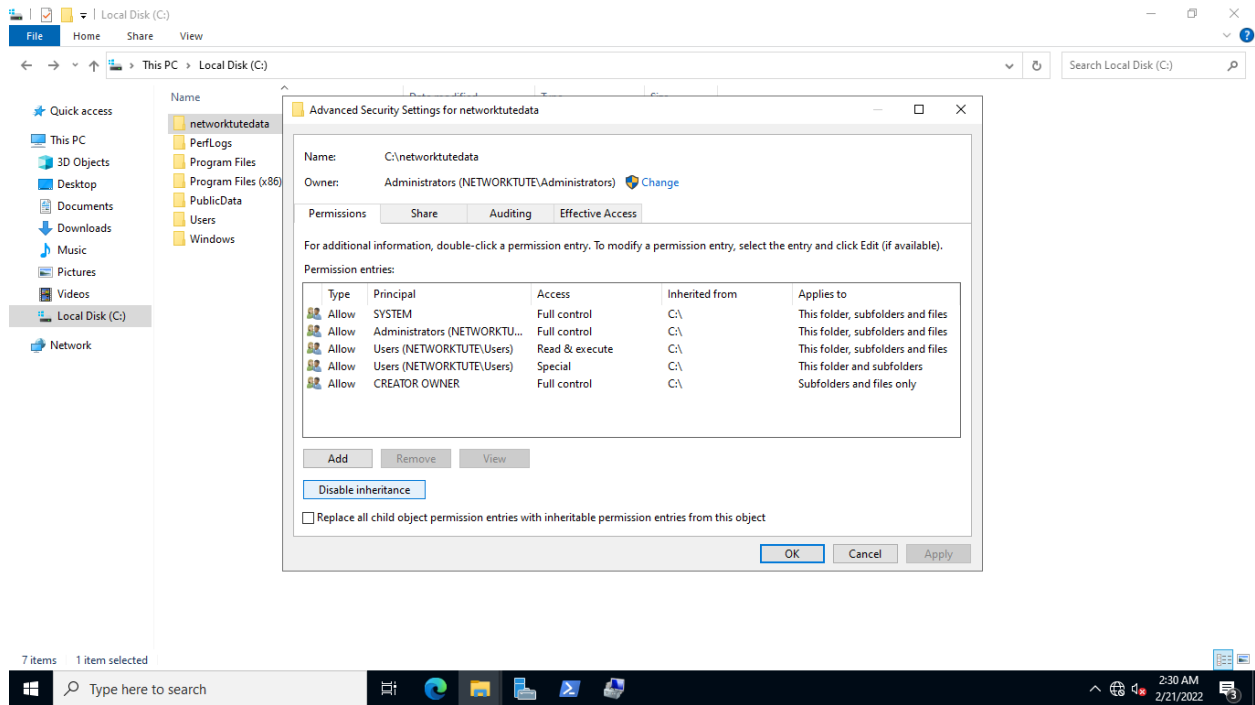 Local Disk (C:)
File Home Share View
This PC > Local Disk (C:)
Search Local Disk (C:)
Name
Quick access
This PC
3D Objects
Desktop
Documents
Downloads
Music
Pictures
Videos
Local Disk (C:)
Network
networktutedata
PerfLogs
Program Files
Program Files (x86)
PublicData
Users
Windows
Advanced Security Settings for networktutedata
Name: C:\networktutedata
Owner: Administrators (NETWORKTUTE\Administrators) Change
Permissions Share Auditing Effective Access
For additional information, double-click a permission entry. To modify a permission entry, select the entry and click Edit (if available).
Permission entries:
Type Principal Access Inherited from Applies to
Allow SYSTEM Full control C:\ This folder, subfolders and files
Allow Administrators (NETWORKTU... Full control C:\ This folder, subfolders and files
Allow Users (NETWORKTUTE\Users) Read & execute C:\ This folder, subfolders and files
Allow Users (NETWORKTUTE\Users) Special C:\ This folder and subfolders
Allow CREATOR OWNER Full control C:\ Subfolders and files only
Add Remove View
Disable inheritance
Replace all child object permission entries with inheritable permission entries from this object
OK Cancel Apply
7 items 1 item selected
Type here to search
2:30 AM
2/21/2022
3